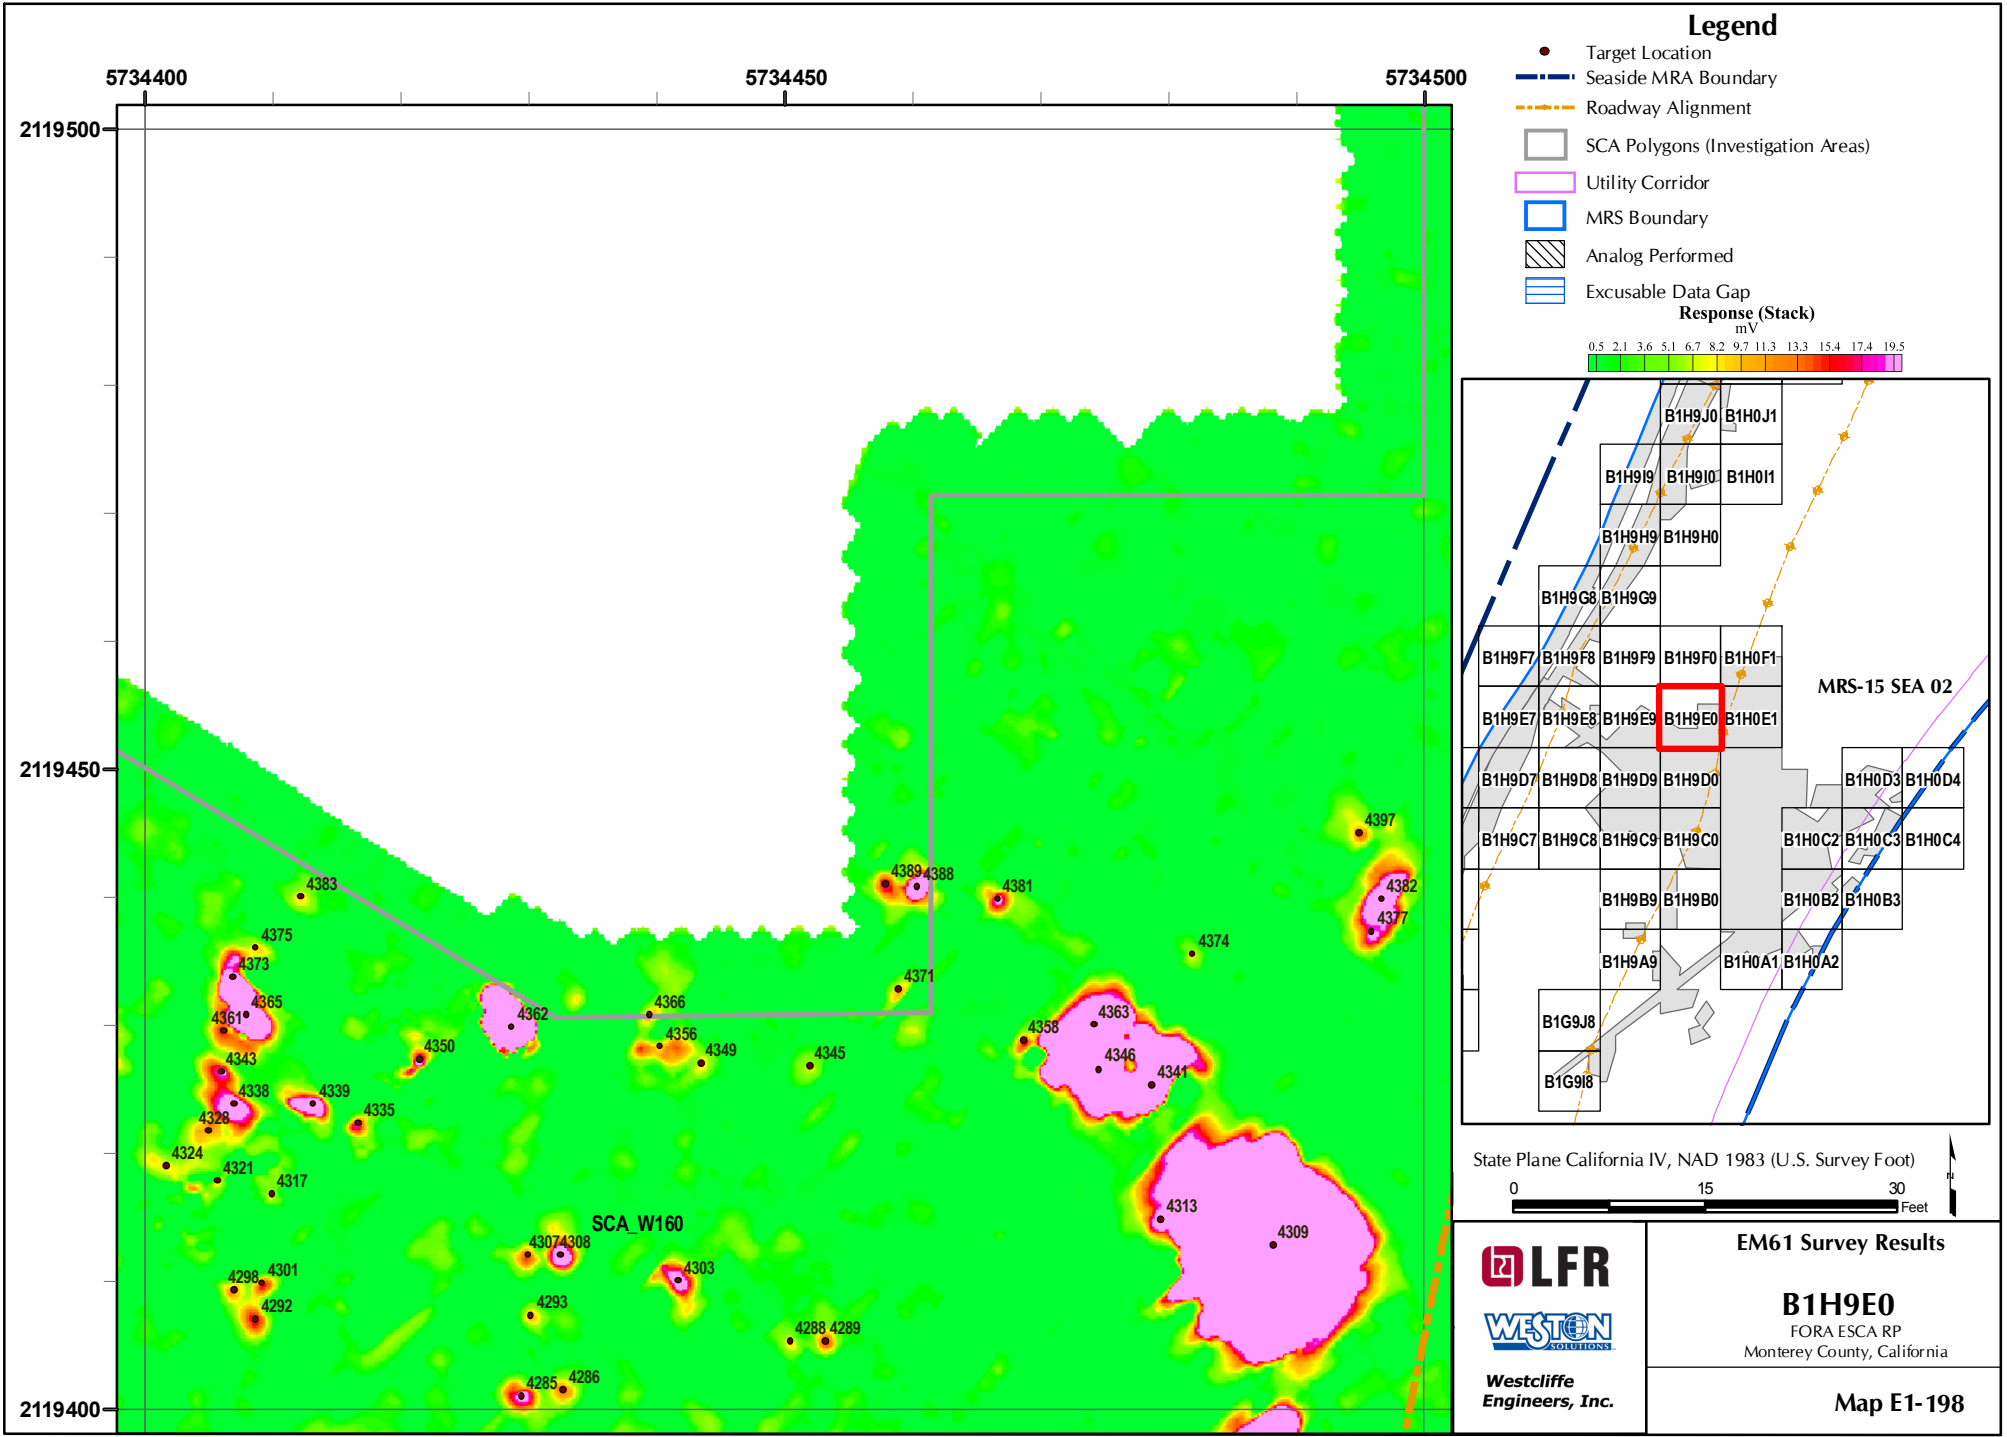 5734400
5734450
5734500
2119500
2119450
2119400
4397
4389
4388
4381
4382
4383
4377
4375
4374
4373
4371
4365
4366
4362
4361
4363
4358
4356
4350
4349
4345
4346
4343
4341
4339
4338
4335
4328
4324
4321
4317
4313
SCA_W160
4309
4307
4308
4303
4301
4298
4293
4292
4288
4289
4285
4286
Legend
Target Location
Seaside MRA Boundary
Roadway Alignment
SCA Polygons (Investigation Areas)
Utility Corridor
MRS Boundary
Analog Performed
Excusable Data Gap
Response (Stack)
mV
0.5 2.1 3.6 5.1 6.7 8.2 9.7 11.3 13.3 15.4 17.4 19.5
B1H9J0 B1H0J1
B1H9I9 B1H9I0 B1H0I1
B1H9H9 B1H9H0
B1H9G8 B1H9G9
B1H9F7 B1H9F8 B1H9F9 B1H9F0 B1H0F1
MRS-15 SEA 02
B1H9E7 B1H9E8 B1H9E9 B1H9E0 B1H0E1
B1H9D7 B1H9D8 B1H9D9 B1H9D0 B1H0D3 B1H0D4
B1H9C7 B1H9C8 B1H9C9 B1H9C0 B1H0C2 B1H0C3 B1H0C4
B1H9B9 B1H9B0 B1H0B2 B1H0B3
B1H9A9 B1H0A1 B1H0A2
B1G9J8
B1G9I8
State Plane California IV, NAD 1983 (U.S. Survey Foot)
0 15 30
Feet
N
LFR
WESTON
SOLUTIONS
Westcliffe
Engineers, Inc.
EM61 Survey Results
B1H9E0
FORA ESCA RP
Monterey County, California
Map E1-198